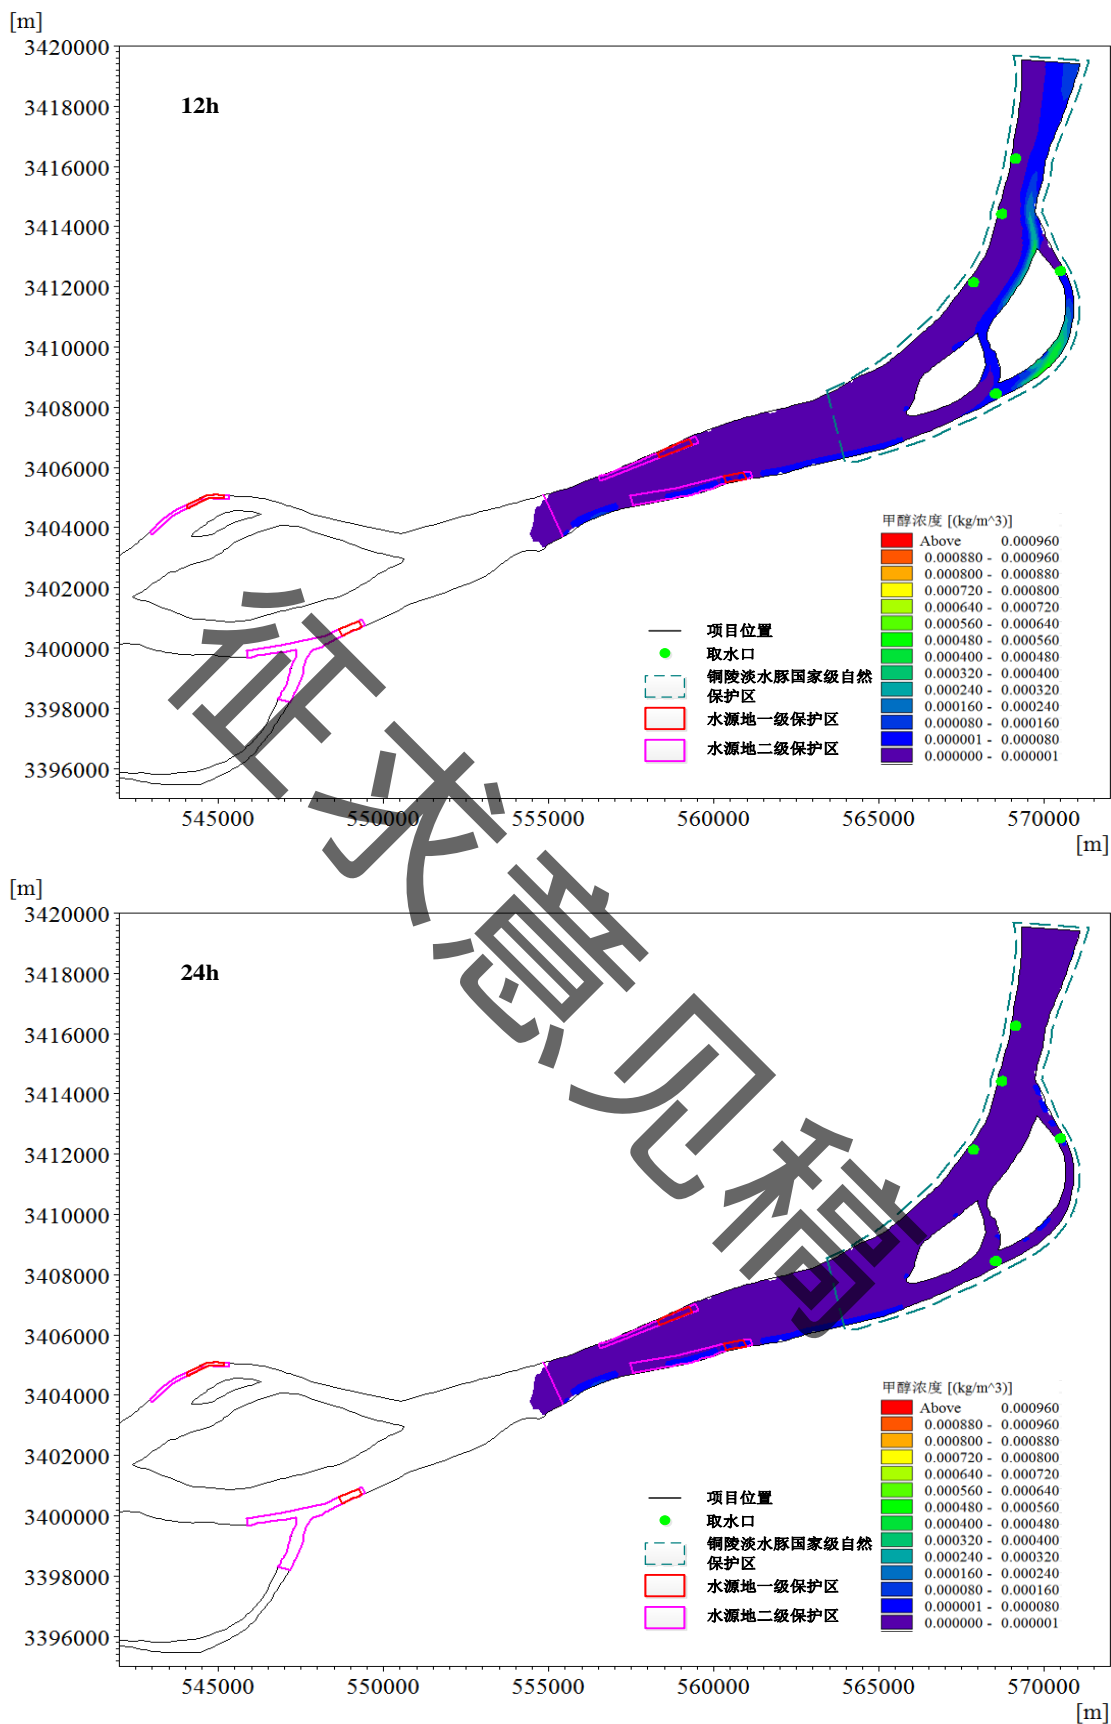 [m]
3420000
12h
3418000
3416000
3414000
3412000
3410000
3408000
3406000
3404000
3402000
3400000
3398000
3396000
甲醇浓度 [(kg/m^3)]
Above 0.000960
0.000880 - 0.000960
0.000800 - 0.000880
0.000720 - 0.000800
0.000640 - 0.000720
0.000560 - 0.000640
0.000480 - 0.000560
0.000400 - 0.000480
0.000320 - 0.000400
0.000240 - 0.000320
0.000160 - 0.000240
0.000080 - 0.000160
0.000001 - 0.000080
0.000000 - 0.000001
项目位置
取水口
铜陵淡水豚国家级自然
保护区
水源地一级保护区
水源地二级保护区
545000 550000 555000 560000 565000 570000
[m]
征求意见稿
[m]
3420000
24h
3418000
3416000
3414000
3412000
3410000
3408000
3406000
3404000
3402000
3400000
3398000
3396000
甲醇浓度 [(kg/m^3)]
Above 0.000960
0.000880 - 0.000960
0.000800 - 0.000880
0.000720 - 0.000800
0.000640 - 0.000720
0.000560 - 0.000640
0.000480 - 0.000560
0.000400 - 0.000480
0.000320 - 0.000400
0.000240 - 0.000320
0.000160 - 0.000240
0.000080 - 0.000160
0.000001 - 0.000080
0.000000 - 0.000001
项目位置
取水口
铜陵淡水豚国家级自然
保护区
水源地一级保护区
水源地二级保护区
545000 550000 555000 560000 565000 570000
[m]